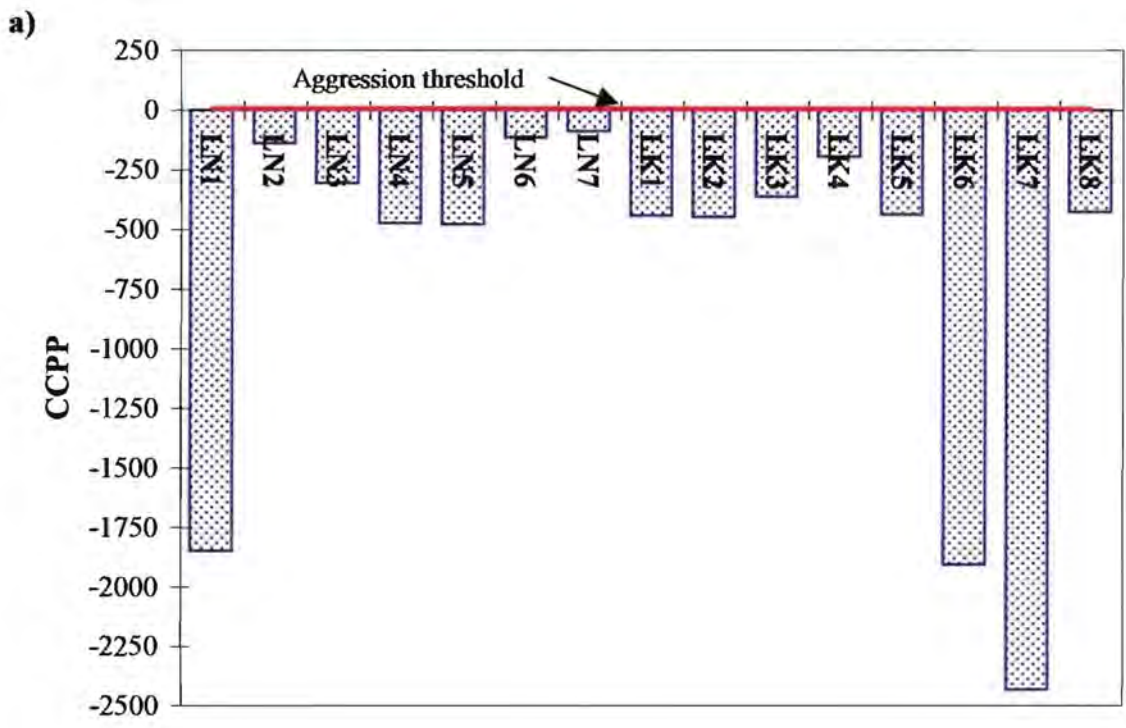 a)
250
Aggression threshold
0
-250
-500
-750
-1000
-1250
-1500
-1750
-2000
-2250
-2500
CCPP
LN1
LN2
LN3
LN4
LN5
LN6
LN7
LK1
LK2
LK3
LK4
LK5
LK6
LK7
LK8